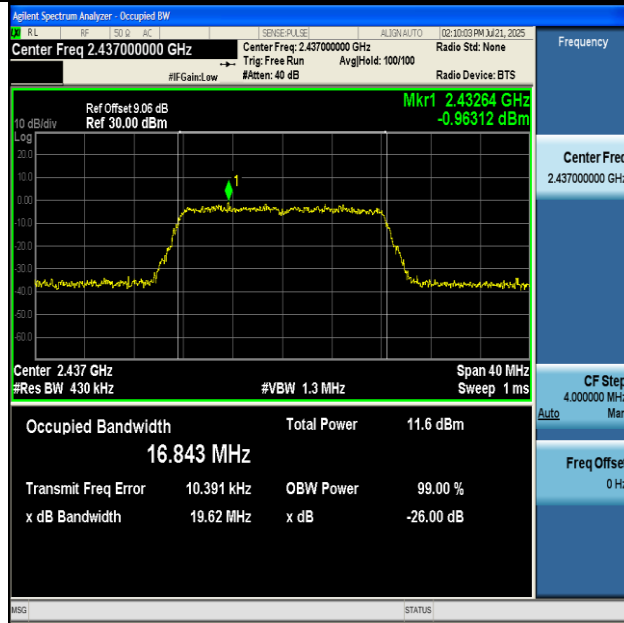 Agilent Spectrum Analyzer - Occupied BW
RL RF 50 Ω AC SENSE:PULSE ALIGN AUTO 02:10:03 PM Jul 21, 2025
Center Freq 2.437000000 GHz
Center Freq: 2.437000000 GHz Radio Std: None
Trig: Free Run Avg|Hold: 100/100
#IFGain:Low #Atten: 40 dB Radio Device: BTS
Frequency
Ref Offset 9.06 dB Mkr1 2.43264 GHz
10 dB/div Ref 30.00 dBm -0.96312 dBm
Log
20.0
10.0
0.00
-10.0
-20.0
-30.0
-40.0
-50.0
-60.0
1
Center 2.437 GHz Span 40 MHz
#Res BW 430 kHz #VBW 1.3 MHz Sweep 1 ms
Occupied Bandwidth Total Power 11.6 dBm
16.843 MHz
Transmit Freq Error 10.391 kHz OBW Power 99.00 %
x dB Bandwidth 19.62 MHz x dB -26.00 dB
Center Freq
2.437000000 GHz
CF Step
4.000000 MHz
Auto Man
Freq Offset
0 Hz
MSG STATUS